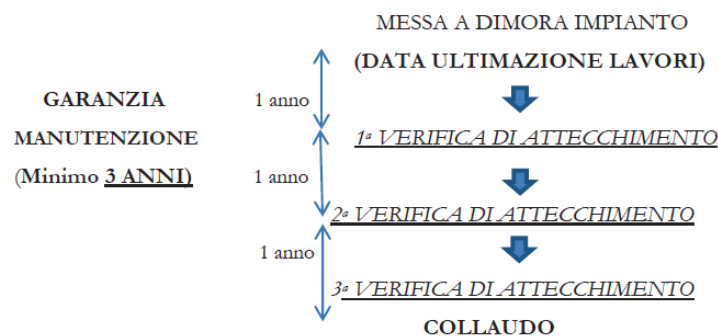 MESSA A DIMORA IMPIANTO
(DATA ULTIMAZIONE LAVORI)
GARANZIA
MANUTENZIONE
(Minimo 3 ANNI)
1 anno
1ª VERIFICA DI ATTECCHIMENTO
1 anno
2ª VERIFICA DI ATTECCHIMENTO
1 anno
3ª VERIFICA DI ATTECCHIMENTO
COLLAUDO